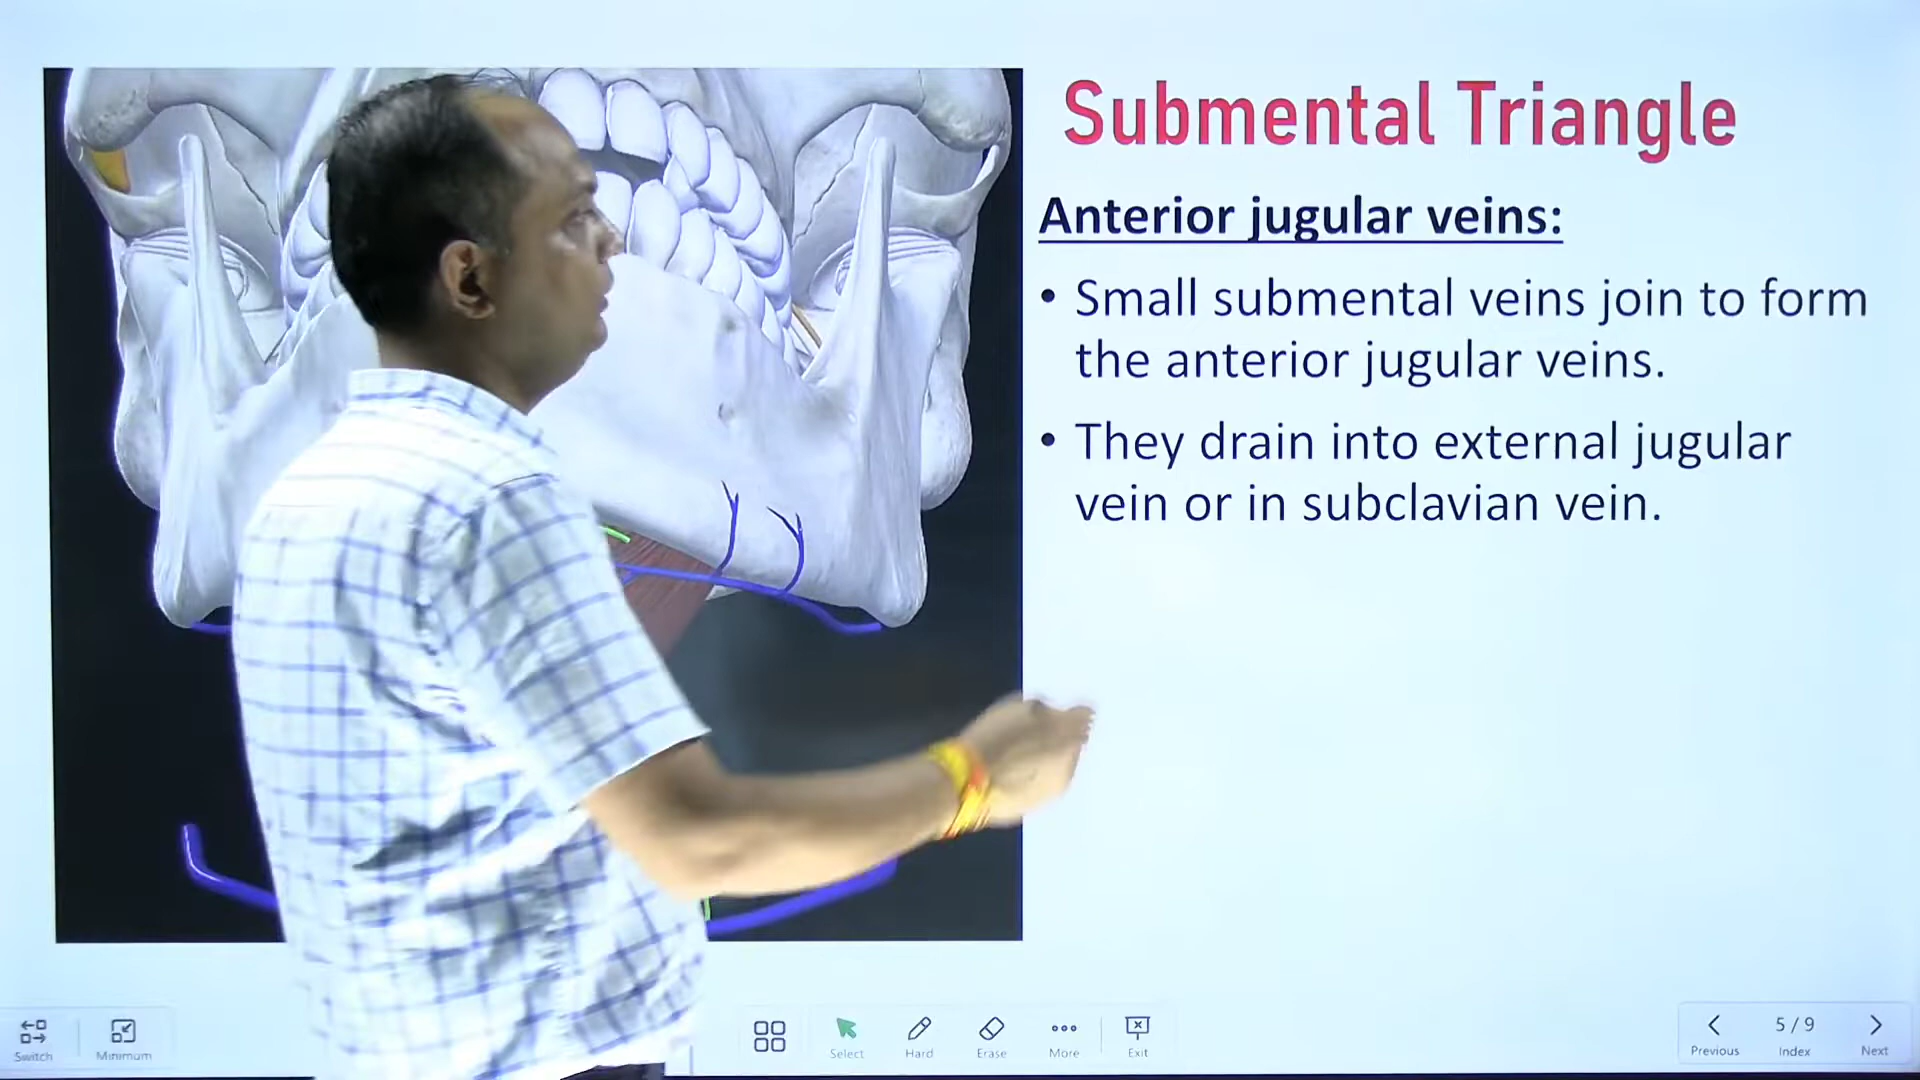 Submental Triangle
Anterior jugular veins:
• Small submental veins join to form
the anterior jugular veins.
• They drain into external jugular
vein or in subclavian vein.
Switch
Minimum
Select
Hard
Erase
More
Exit
Previous
5 / 9
Index
Next